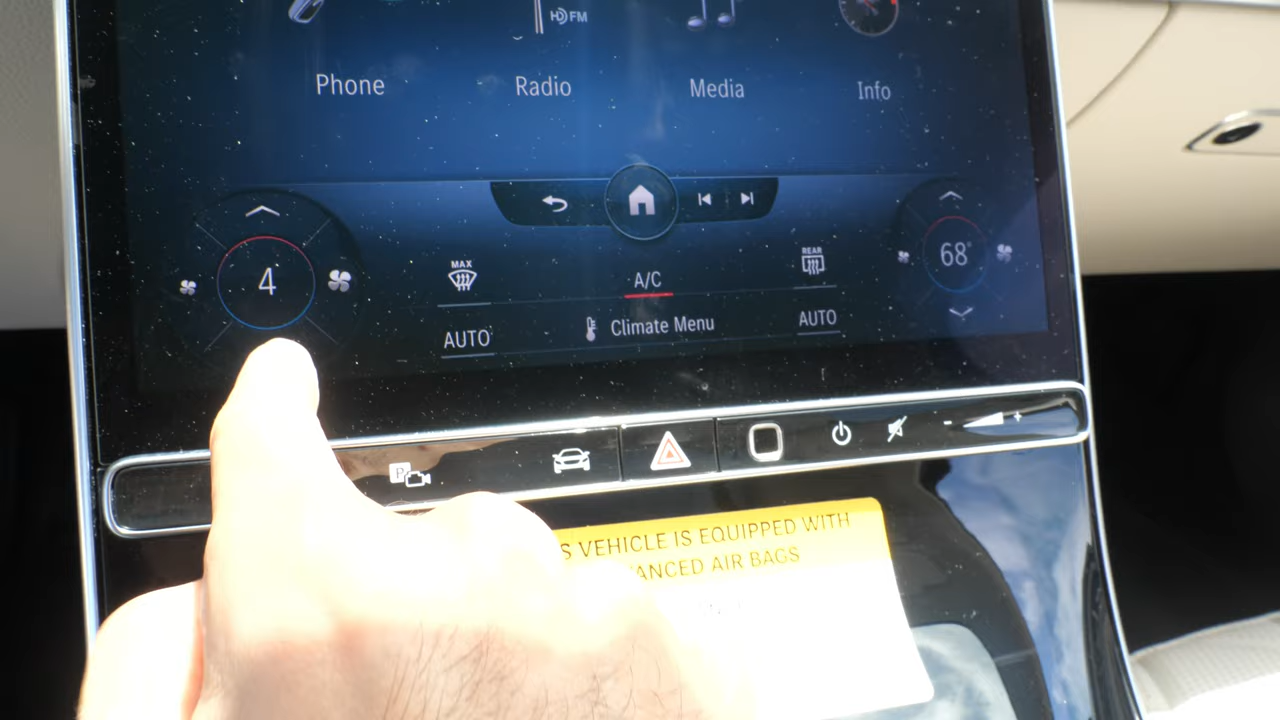 HD FM
Phone Radio Media Info
MAX
REAR
4
A/C
68°
AUTO
Climate Menu
AUTO
P
- +
S VEHICLE IS EQUIPPED WITH
VANCED AIR BAGS